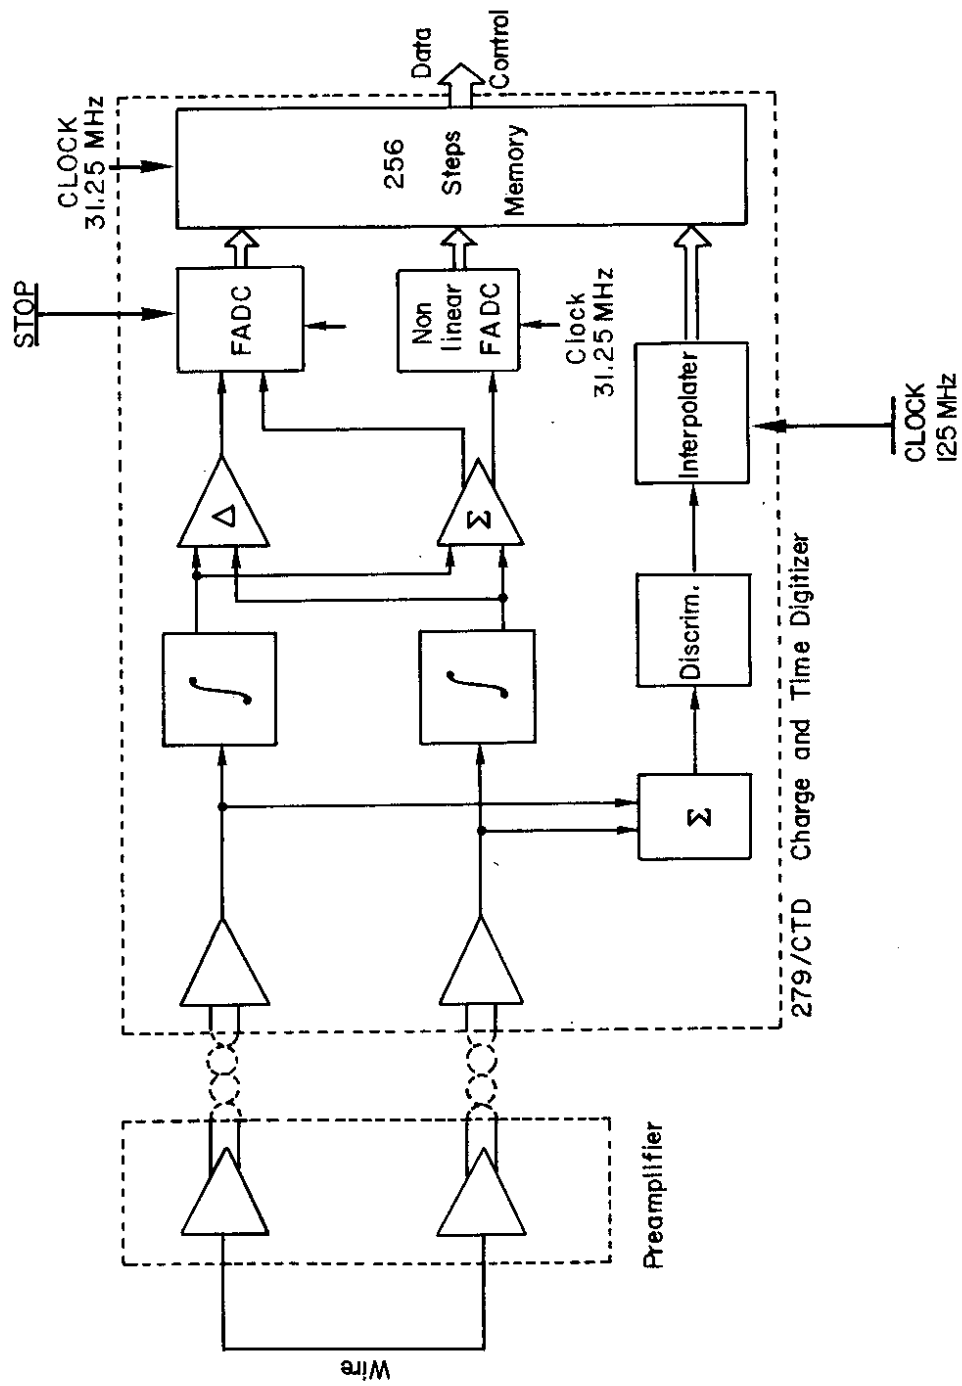 Wire
Preamplifier
279/CTD Charge and Time Digitizer
∫
∫
Σ
Δ
Σ
Discrim.
Interpolater
CLOCK
125 MHz
STOP
FADC
Non
linear
FADC
Clock
31.25 MHz
CLOCK
31.25 MHz
256
Steps
Memory
Data
Control